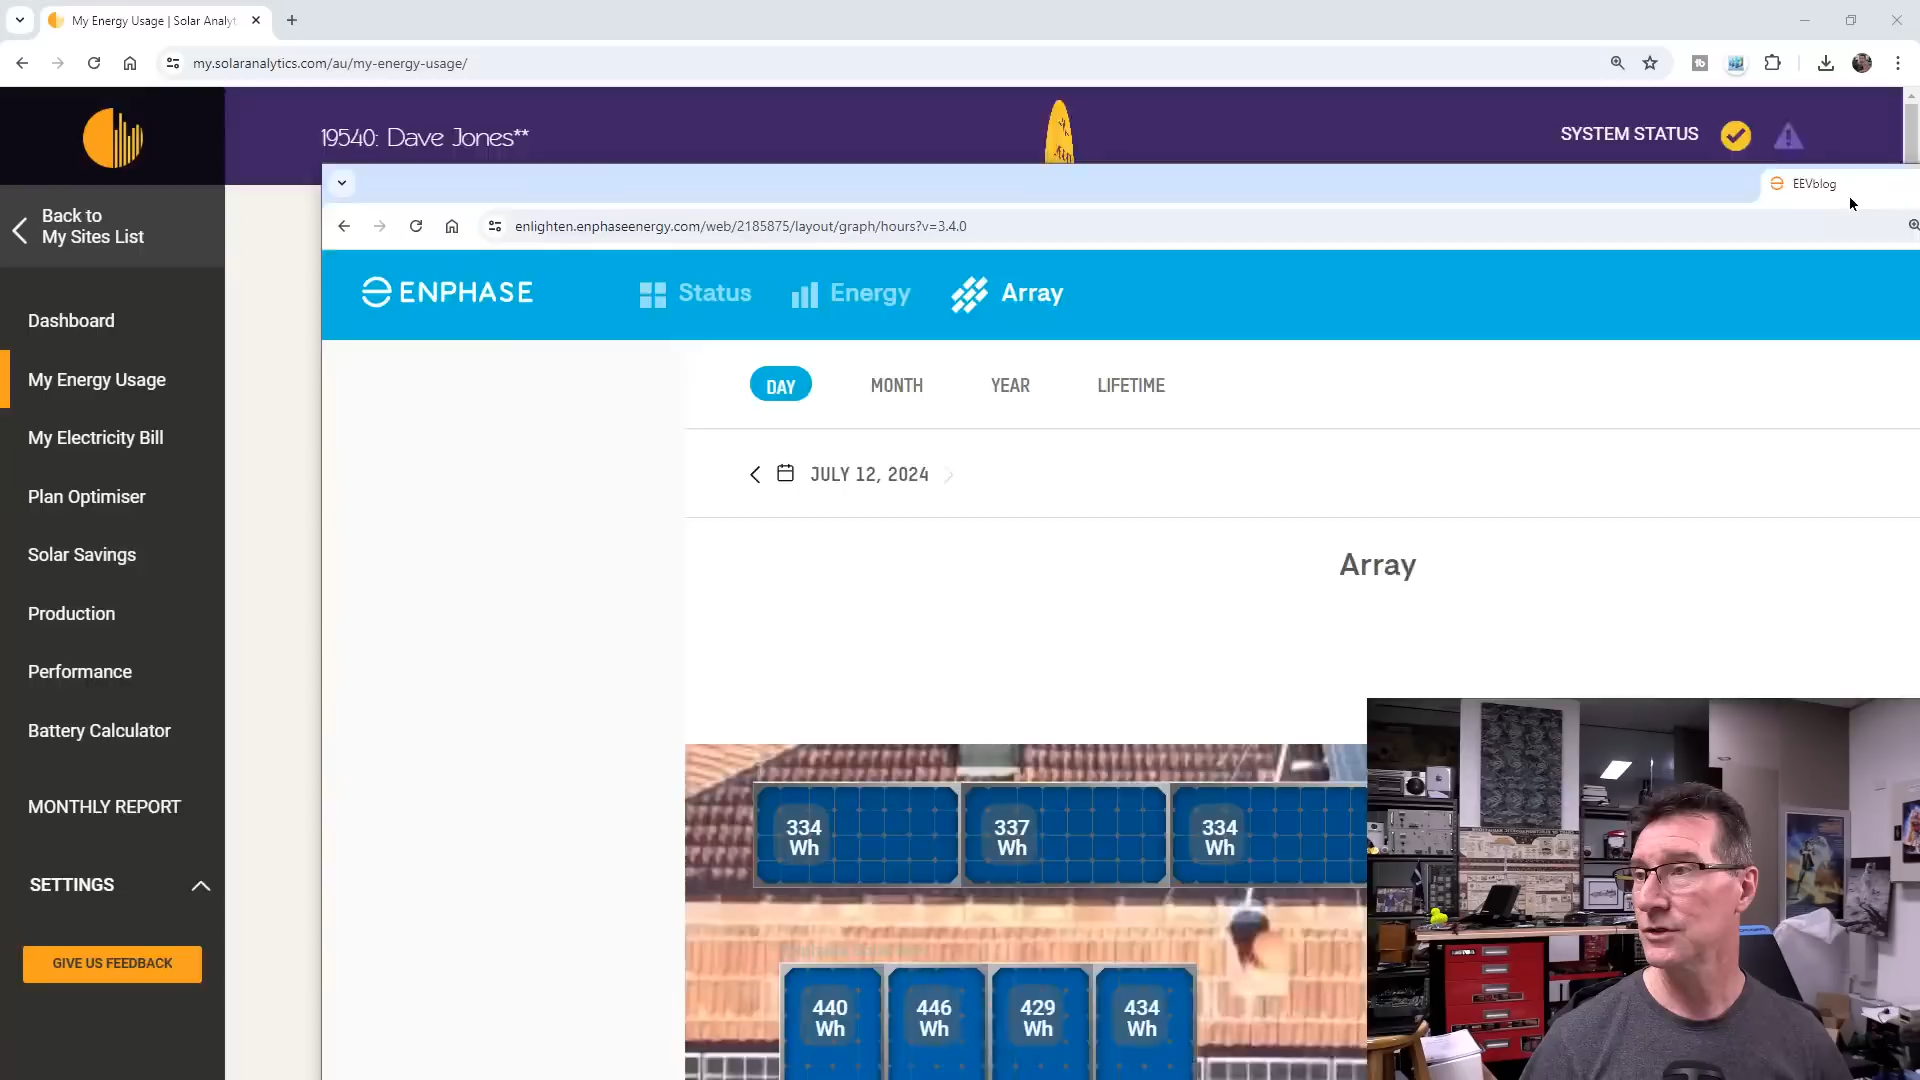 My Energy Usage | Solar Analyt
my.solaranalytics.com/au/my-energy-usage/
19540: Dave Jones**
SYSTEM STATUS
Back to
My Sites List
Dashboard
My Energy Usage
My Electricity Bill
Plan Optimiser
Solar Savings
Production
Performance
Battery Calculator
MONTHLY REPORT
SETTINGS
GIVE US FEEDBACK
EEVblog
enlighten.enphaseenergy.com/web/2185875/layout/graph/hours?v=3.4.0
ENPHASE
Status
Energy
Array
DAY
MONTH
YEAR
LIFETIME
JULY 12, 2024
Array
334
Wh
337
Wh
334
Wh
440
Wh
446
Wh
429
Wh
434
Wh